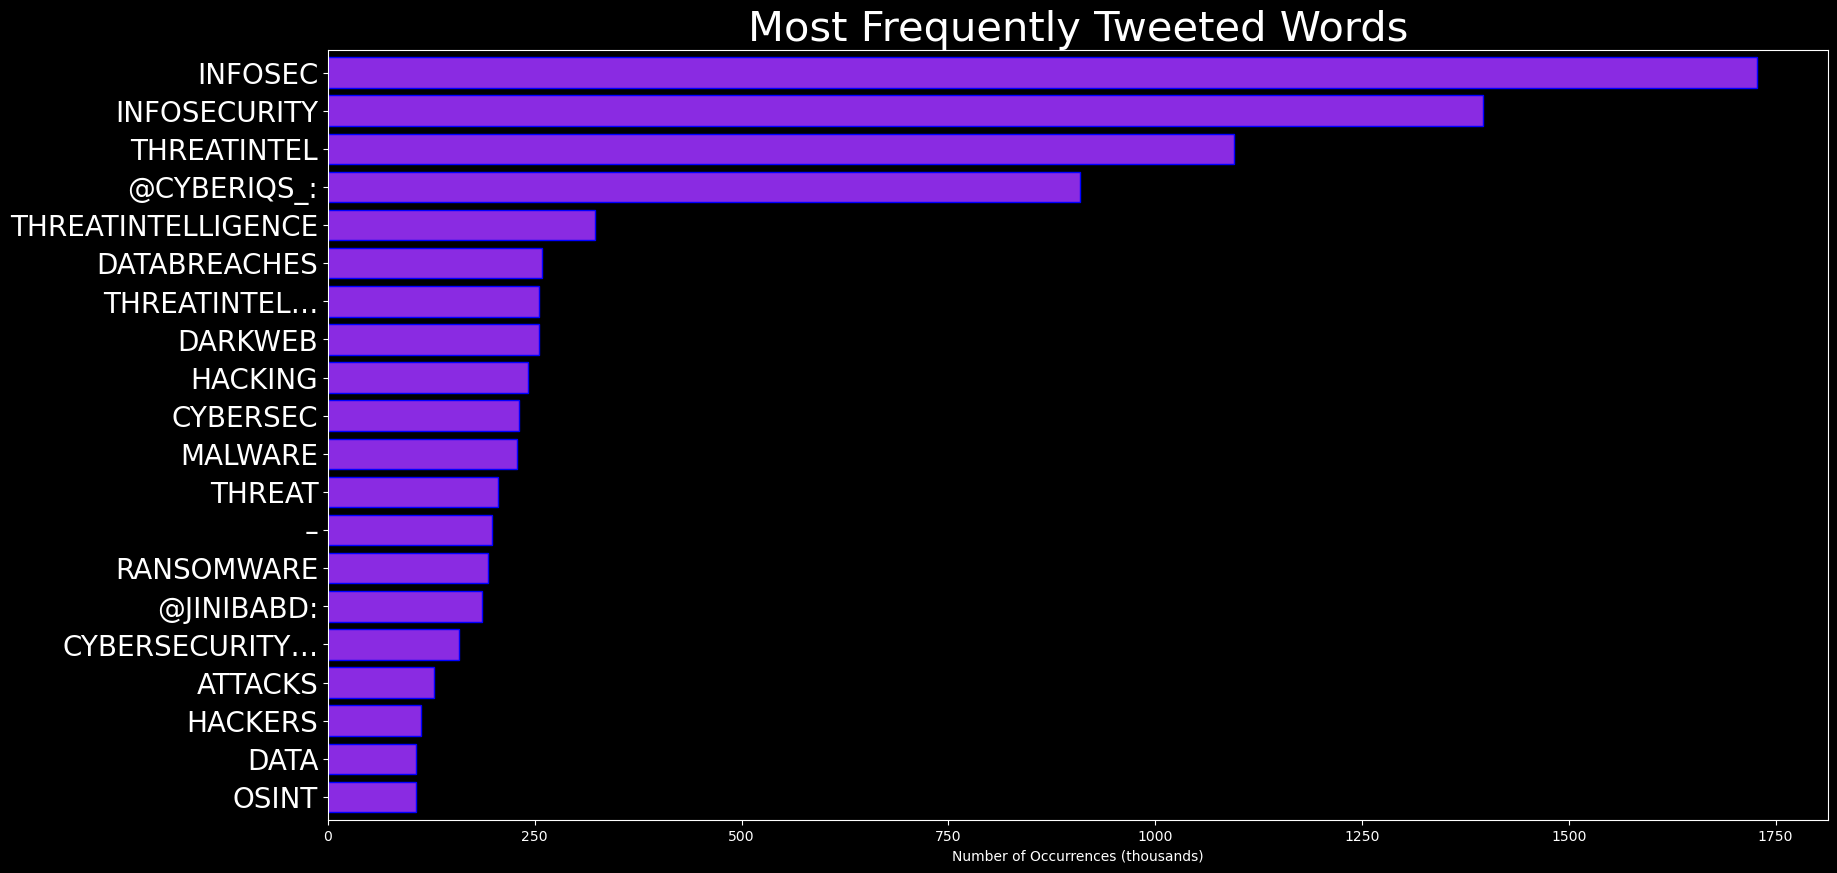 Most Frequently Tweeted Words
INFOSEC
INFOSECURITY
THREATINTEL
@CYBERIQS_:
THREATINTELLIGENCE
DATABREACHES
THREATINTEL…
DARKWEB
HACKING
CYBERSEC
MALWARE
THREAT
–
RANSOMWARE
@JINIBABD:
CYBERSECURITY…
ATTACKS
HACKERS
DATA
OSINT
0 250 500 750 1000 1250 1500 1750
Number of Occurrences (thousands)